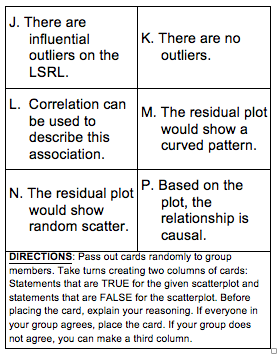 J. There are
influential
outliers on the
LSRL.
K. There are no
outliers.
L. Correlation can
be used to
describe this
association.
M. The residual plot
would show a
curved pattern.
N. The residual plot
would show
random scatter.
P. Based on the
plot, the
relationship is
causal.
DIRECTIONS: Pass out cards randomly to group
members. Take turns creating two columns of cards:
Statements that are TRUE for the given scatterplot and
statements that are FALSE for the scatterplot. Before
placing the card, explain your reasoning. If everyone in
your group agrees, place the card. If your group does
not agree, you can make a third column.